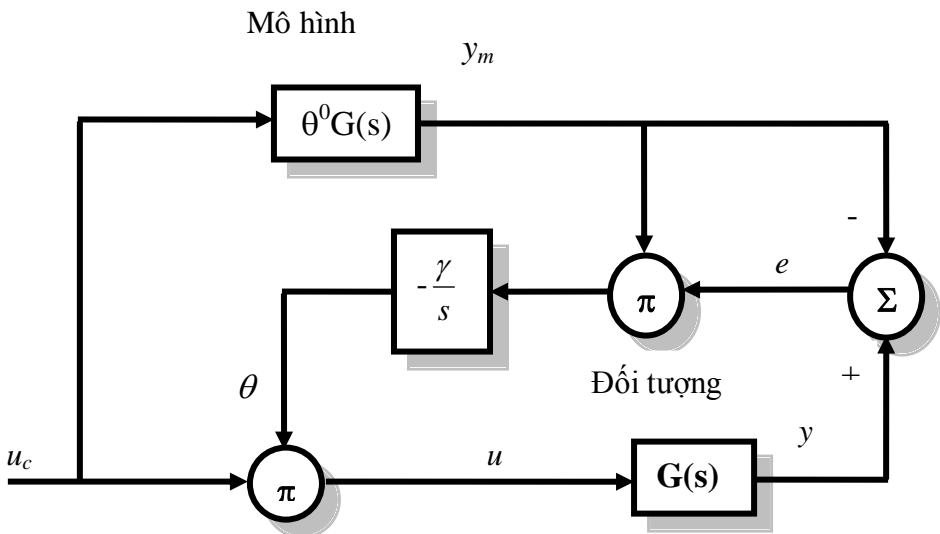 Mô hình
y_m
θ⁰G(s)
-
- γ/s
π
e
Σ
Đối tượng
+
θ
u_c
π
u
G(s)
y